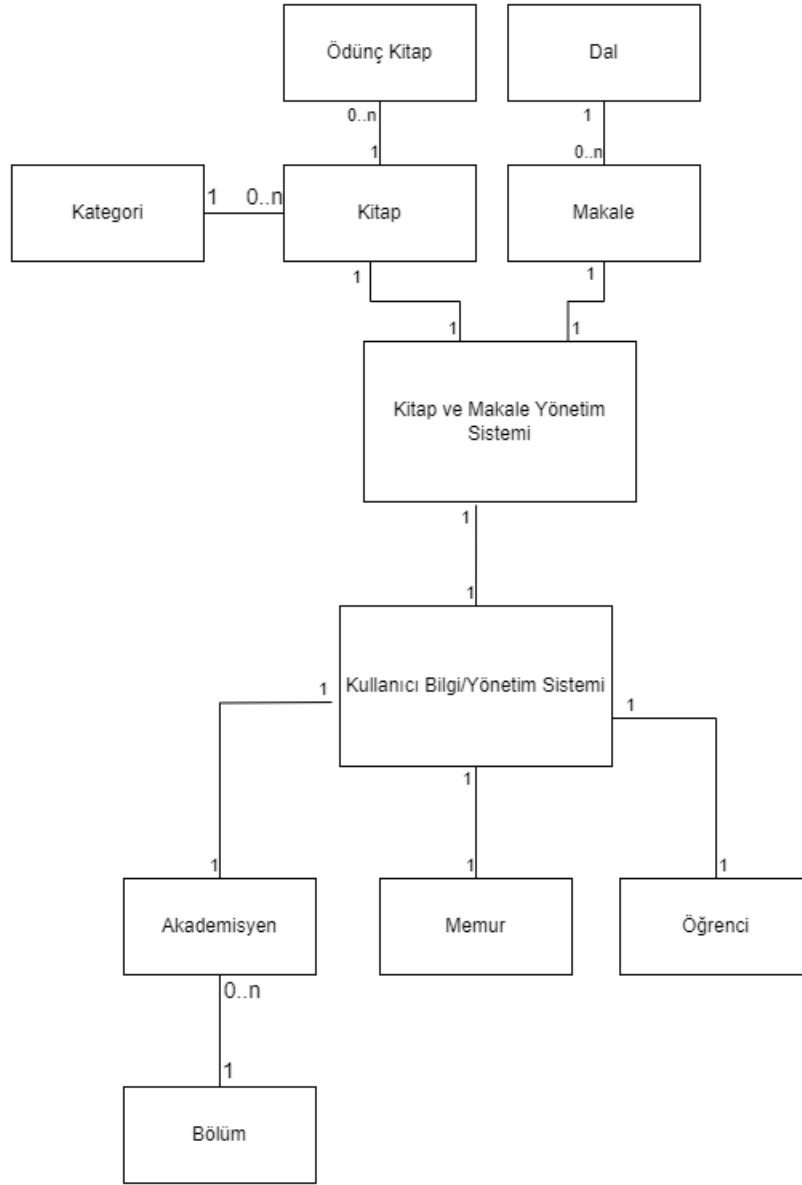 Ödünç Kitap
Dal
0..n
1
1
0..n
Kategori
1
0..n
Kitap
Makale
1
1
1
1
Kitap ve Makale Yönetim
Sistemi
1
1
Kullanıcı Bilgi/Yönetim Sistemi
1
1
1
1
1
1
Akademisyen
Memur
Öğrenci
0..n
1
Bölüm